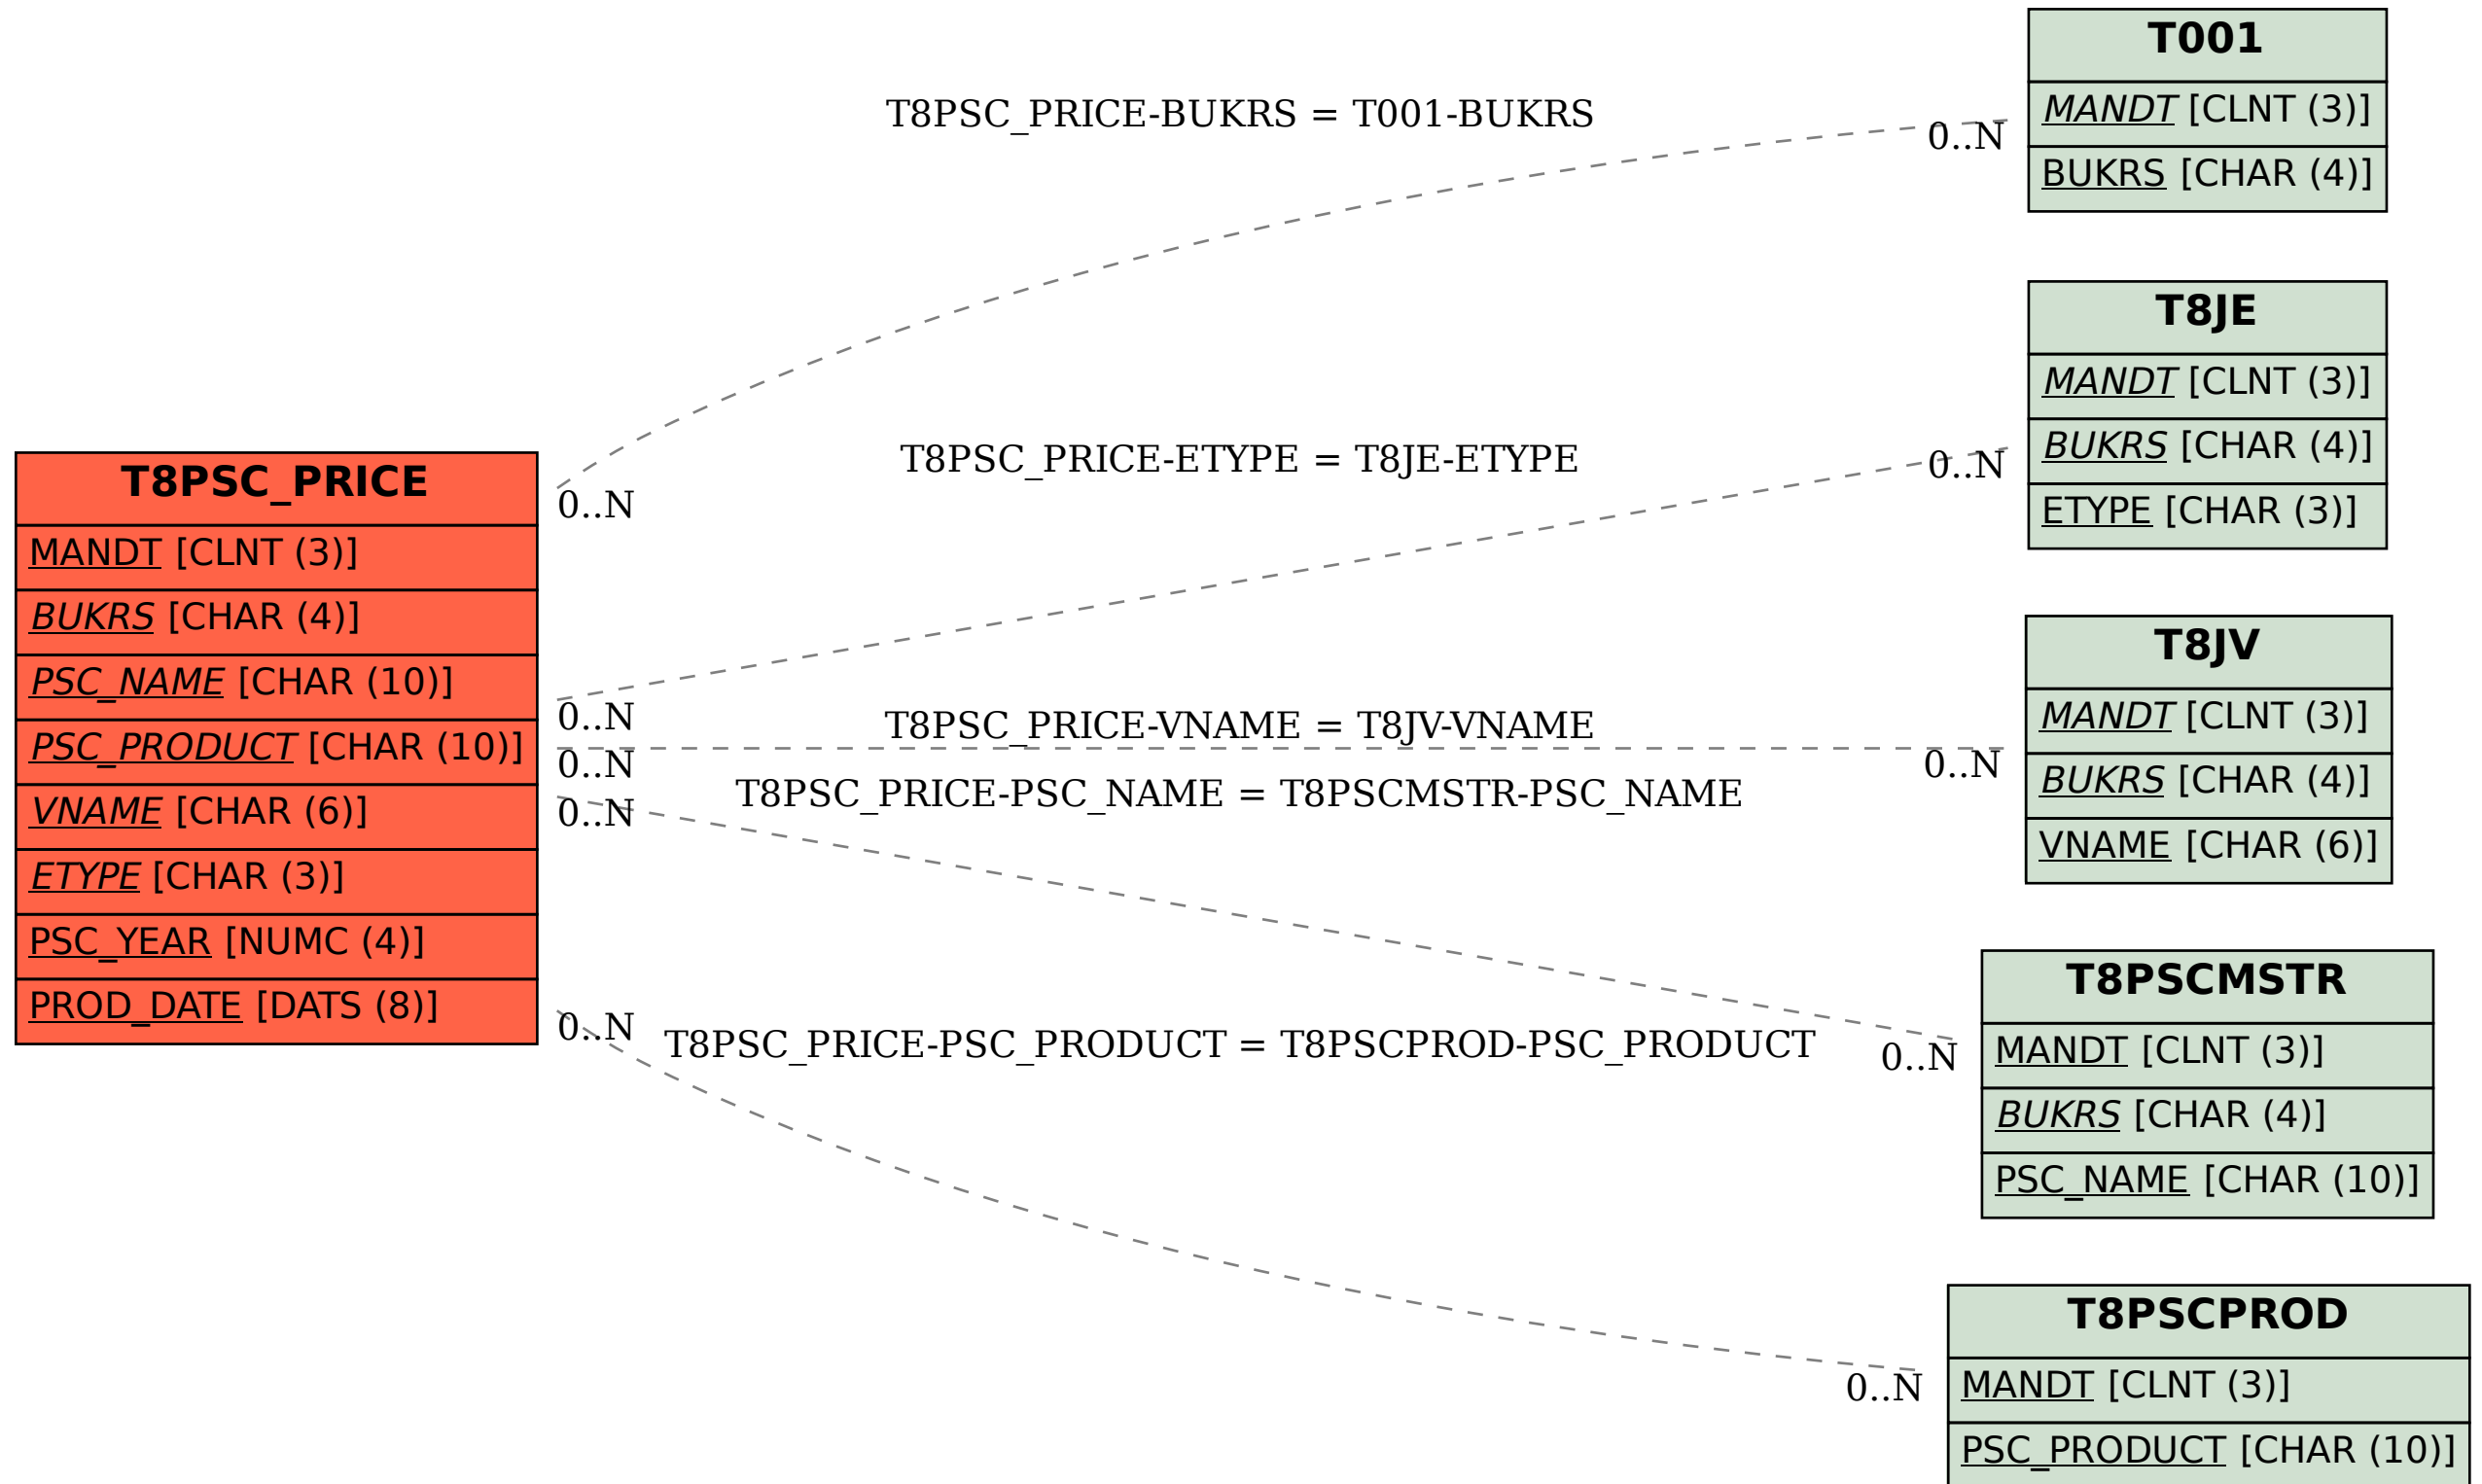 T8PSC_PRICE
MANDT [CLNT (3)]
BUKRS [CHAR (4)]
PSC_NAME [CHAR (10)]
PSC_PRODUCT [CHAR (10)]
VNAME [CHAR (6)]
ETYPE [CHAR (3)]
PSC_YEAR [NUMC (4)]
PROD_DATE [DATS (8)]
T8PSC_PRICE-BUKRS = T001-BUKRS
0..N
0..N
T8PSC_PRICE-ETYPE = T8JE-ETYPE
0..N
0..N
T8PSC_PRICE-VNAME = T8JV-VNAME
0..N
0..N
T8PSC_PRICE-PSC_NAME = T8PSCMSTR-PSC_NAME
0..N
0..N
T8PSC_PRICE-PSC_PRODUCT = T8PSCPROD-PSC_PRODUCT
0..N
0..N
T001
MANDT [CLNT (3)]
BUKRS [CHAR (4)]
T8JE
MANDT [CLNT (3)]
BUKRS [CHAR (4)]
ETYPE [CHAR (3)]
T8JV
MANDT [CLNT (3)]
BUKRS [CHAR (4)]
VNAME [CHAR (6)]
T8PSCMSTR
MANDT [CLNT (3)]
BUKRS [CHAR (4)]
PSC_NAME [CHAR (10)]
T8PSCPROD
MANDT [CLNT (3)]
PSC_PRODUCT [CHAR (10)]